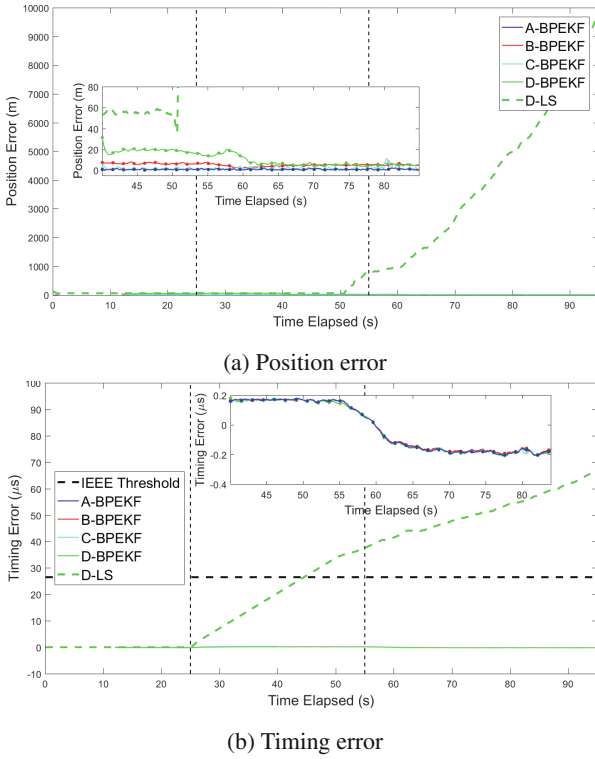 10000
9000
8000
7000
6000
5000
4000
3000
2000
1000
0
Position Error (m)
A-BPEKF
B-BPEKF
C-BPEKF
D-BPEKF
D-LS
80
60
40
20
0
Position Error (m)
45 50 55 60 65 70 75 80
Time Elapsed (s)
0 10 20 30 40 50 60 70 80 90
Time Elapsed (s)
(a) Position error
100
90
80
70
60
50
40
30
20
10
0
-10
Timing Error (μs)
0.2
0
-0.2
-0.4
Timing Error (μs)
45 50 55 60 65 70 75 80
Time Elapsed (s)
IEEE Threshold
A-BPEKF
B-BPEKF
C-BPEKF
D-BPEKF
D-LS
0 10 20 30 40 50 60 70 80 90
Time Elapsed (s)
(b) Timing error